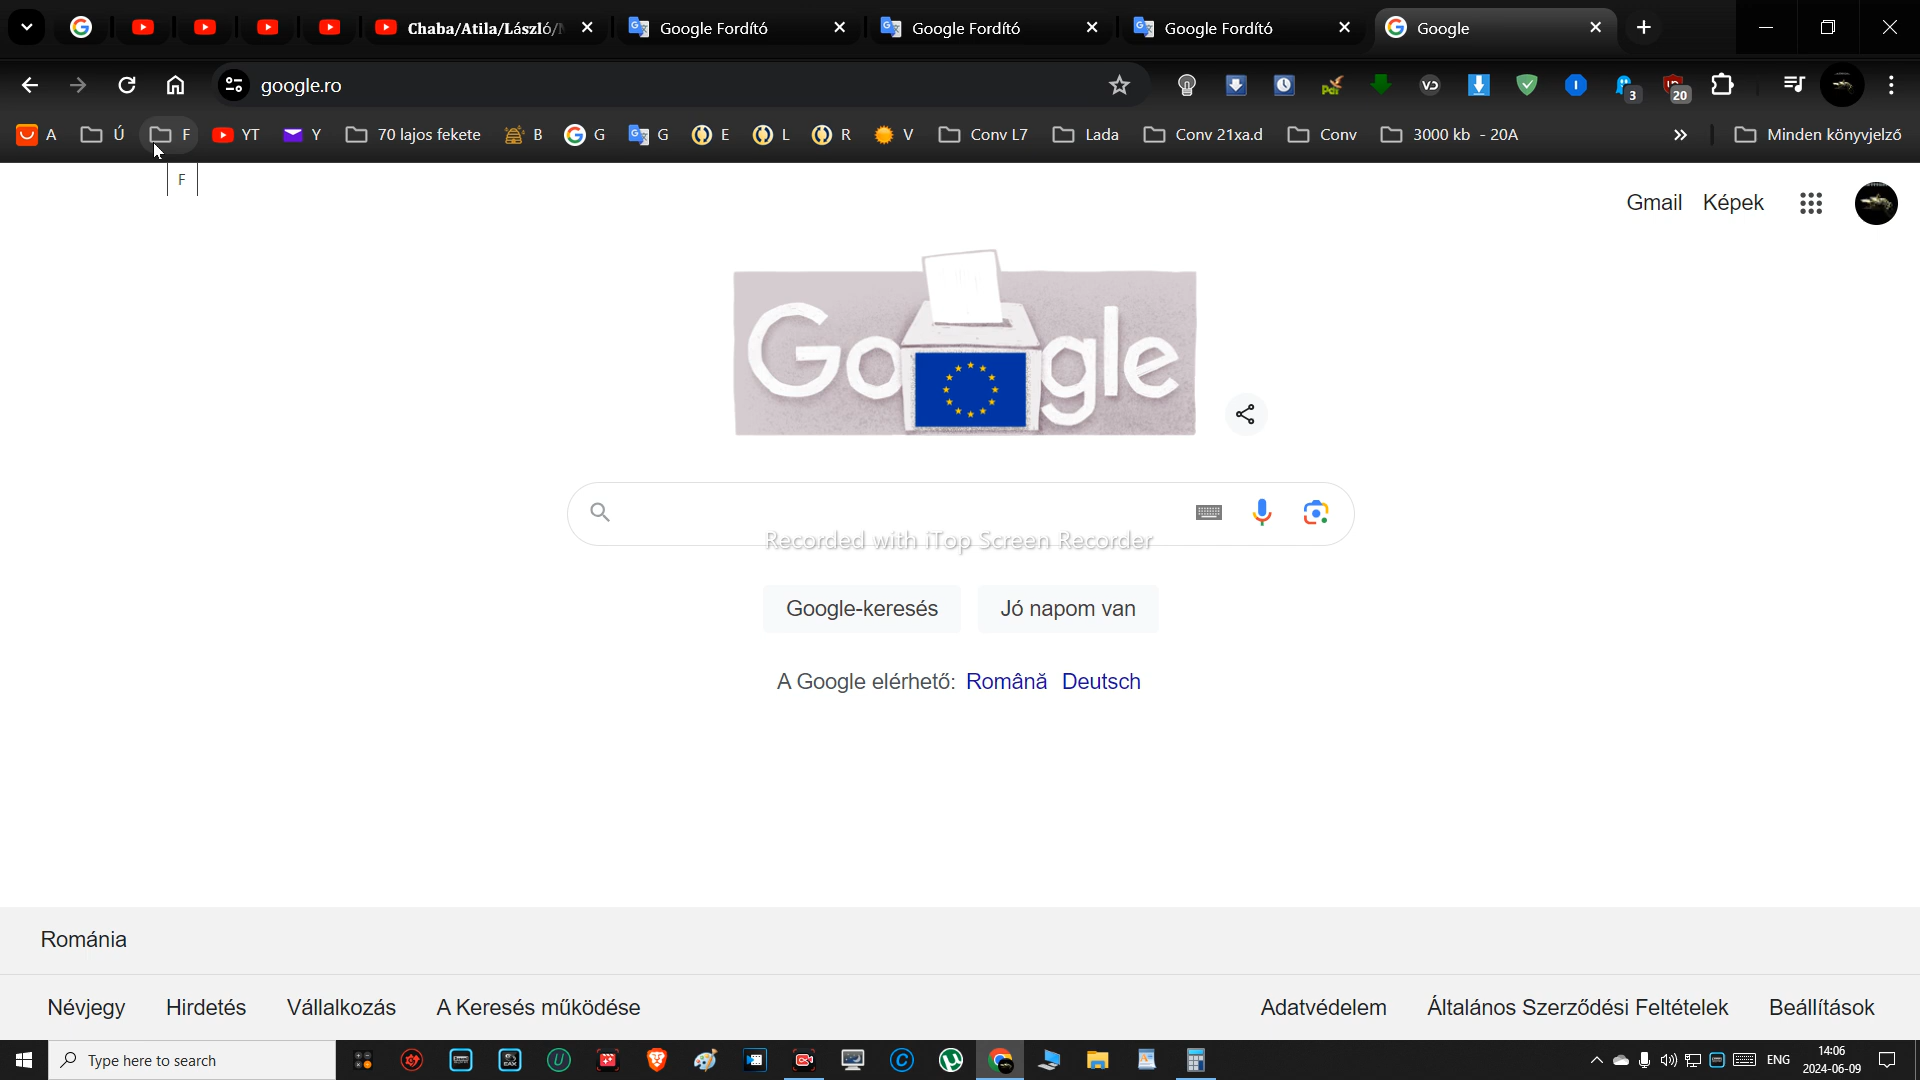 Chaba/Atila/László/
Google Fordító
Google Fordító
Google Fordító
Google
google.ro
3
20
A
Ú
F
YT
Y
70 lajos fekete
B
G
G
E
L
R
V
Conv L7
Lada
Conv 21xa.d
Conv
3000 kb - 20A
»
Minden könyvjelző
F
Gmail
Képek
Google
Recorded with iTop Screen Recorder
Google-keresés
Jó napom van
A Google elérhető: Română Deutsch
Románia
Névjegy
Hirdetés
Vállalkozás
A Keresés működése
Adatvédelem
Általános Szerződési Feltételek
Beállítások
Type here to search
ENG
14:06
2024-06-09